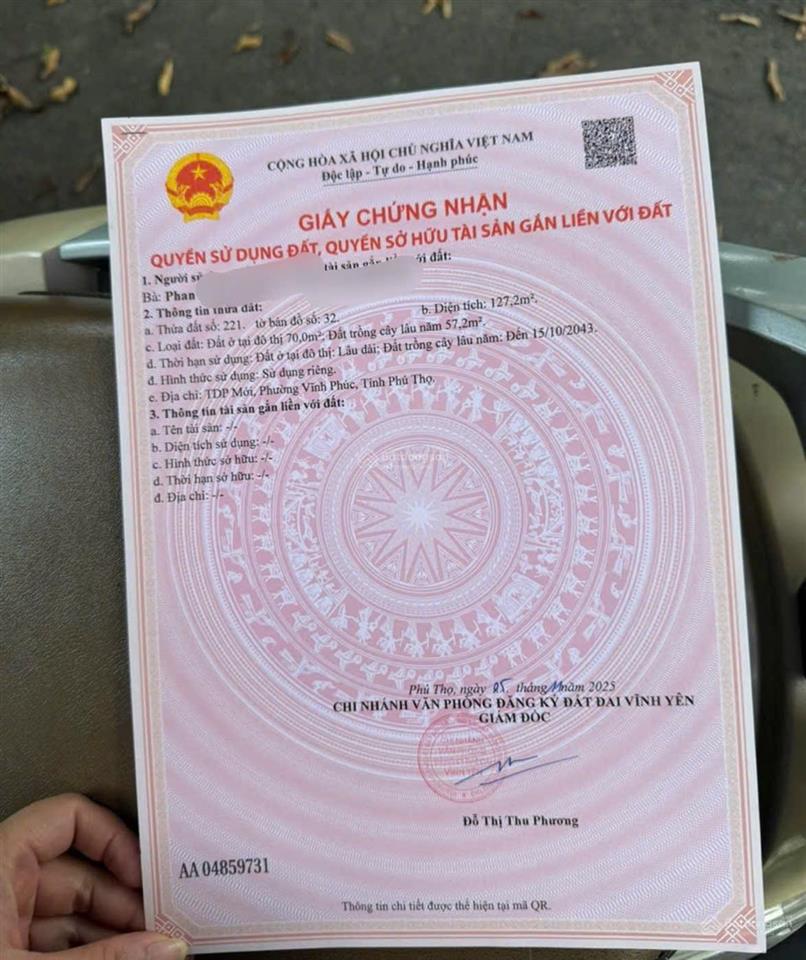 CỘNG HÒA XÃ HỘI CHỦ NGHĨA VIỆT NAM
Độc lập - Tự do - Hạnh phúc
GIẤY CHỨNG NHẬN
QUYỀN SỬ DỤNG ĐẤT, QUYỀN SỞ HỮU TÀI SẢN GẮN LIỀN VỚI ĐẤT
1. Người tài sản với đất:
Bà: Phan
2. Thông tin thửa đất:
a. Thửa đất số: 221. tờ bản đồ số: 32. b. Diện tích: 127,2m².
c. Loại đất: Đất ở tại đô thị 70,0m²; Đất trồng cây lâu năm 57,2m².
d. Thời hạn sử dụng: Đất ở tại đô thị: Lâu dài; Đất trồng cây lâu năm: Đến 15/10/2043.
đ. Hình thức sử dụng: Sử dụng riêng.
e. Địa chỉ: TDP Mới, Phường Vĩnh Phúc, Tỉnh Phú Thọ.
3. Thông tin tài sản gắn liền với đất:
a. Tên tài sản: -/-
b. Diện tích sử dụng: -/-
c. Hình thức sở hữu: -/-
d. Thời hạn sở hữu: -/-
đ. Địa chỉ: -/-
Phú Thọ, ngày 05 tháng 11 năm 2025
CHI NHÁNH VĂN PHÒNG ĐĂNG KÝ ĐẤT ĐAI VĨNH YÊN
GIÁM ĐỐC
Đỗ Thị Thu Phương
AA 04859731
Thông tin chi tiết được thể hiện tại mã QR.